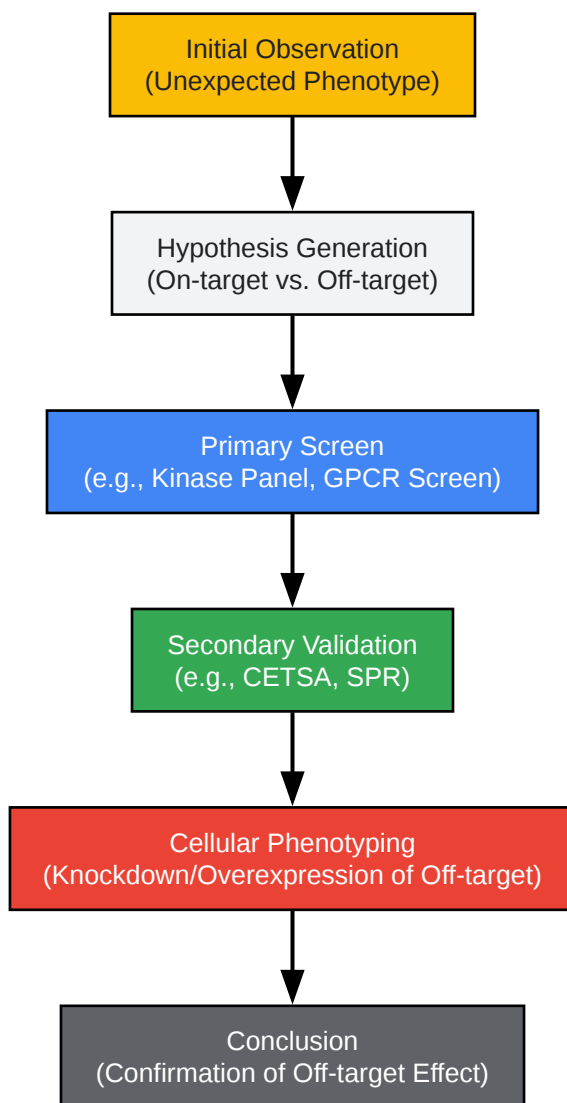 Initial Observation
(Unexpected Phenotype)
Hypothesis Generation
(On-target vs. Off-target)
Primary Screen
(e.g., Kinase Panel, GPCR Screen)
Secondary Validation
(e.g., CETSA, SPR)
Cellular Phenotyping
(Knockdown/Overexpression of Off-target)
Conclusion
(Confirmation of Off-target Effect)